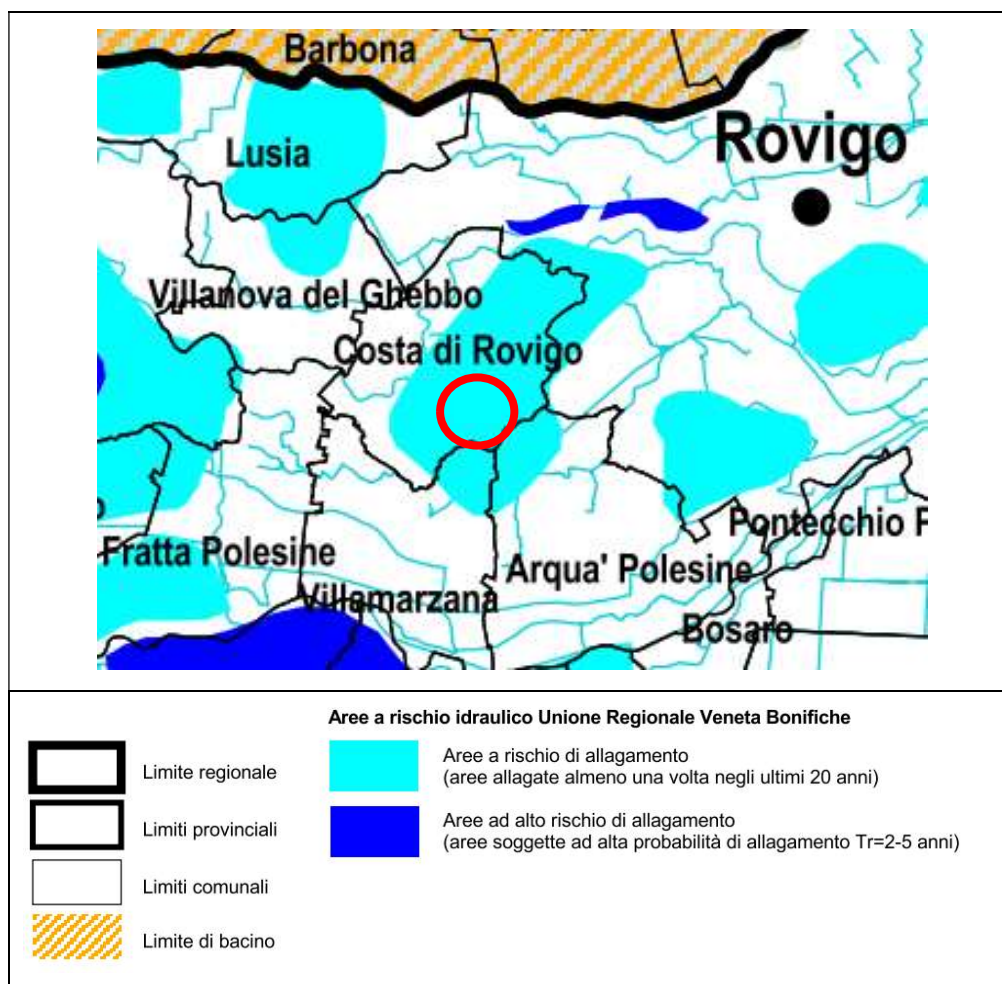 Barbona
Rovigo
Lusia
Villanova del Ghebbo
Costa di Rovigo
Pontecchio P
Fratta Polesine
Arqua' Polesine
Villamarzana
Bosaro
Aree a rischio idraulico Unione Regionale Veneta Bonifiche
Limite regionale
Limiti provinciali
Limiti comunali
Limite di bacino
Aree a rischio di allagamento
(aree allagate almeno una volta negli ultimi 20 anni)
Aree ad alto rischio di allagamento
(aree soggette ad alta probabilità di allagamento Tr=2-5 anni)